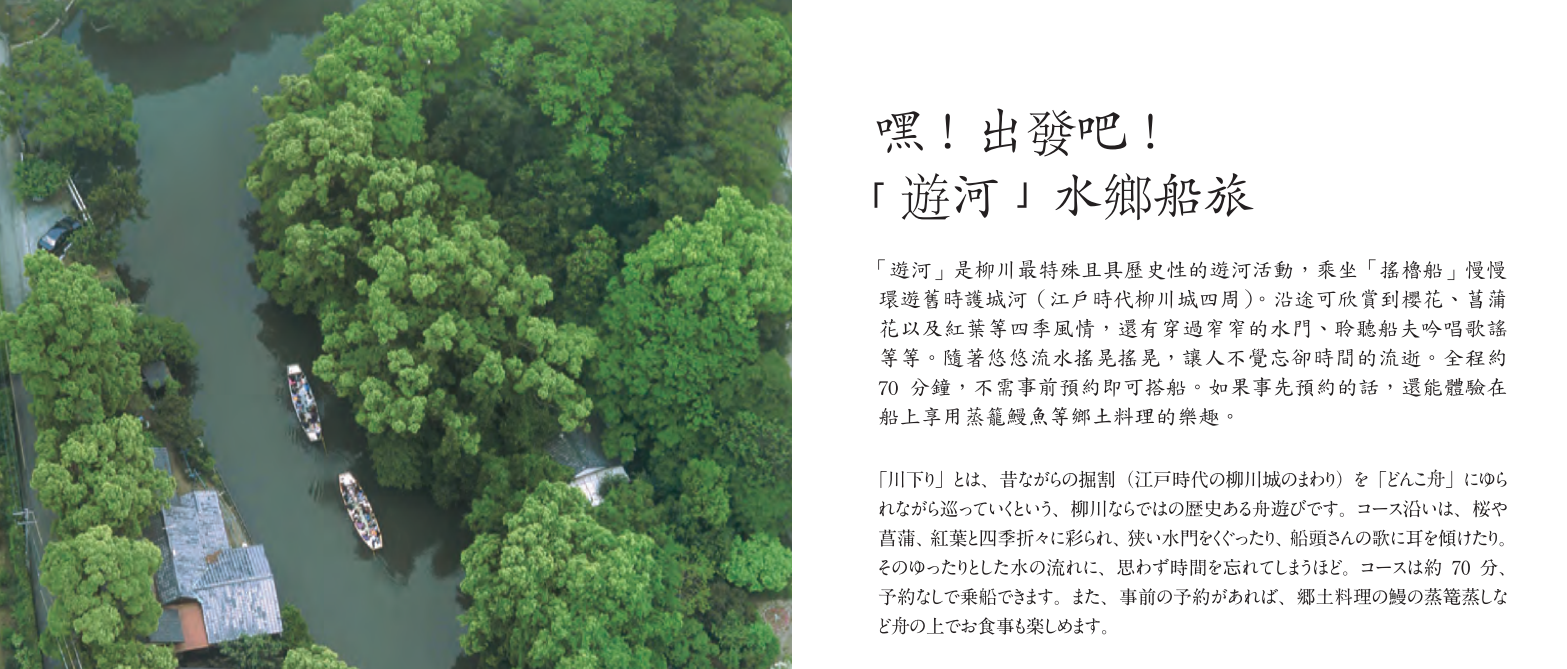 嘿！出發吧！
「遊河」水鄉船旅
「遊河」是柳川最特殊且具歷史性的遊河活動，乘坐「搖櫓船」慢慢
環遊舊時護城河（江戶時代柳川城四周）。沿途可欣賞到櫻花、菖蒲
花以及紅葉等四季風情，還有穿過窄窄的水門、聆聽船夫吟唱歌謠
等等。隨著悠悠流水搖晃搖晃，讓人不覺忘卻時間的流逝。全程約
70 分鐘，不需事前預約即可搭船。如果事先預約的話，還能體驗在
船上享用蒸籠鰻魚等鄉土料理的樂趣。
「川下り」とは、昔ながらの掘割（江戸時代の柳川城のまわり）を「どんこ舟」にゆら
れながら巡っていくという、柳川ならではの歴史ある舟遊びです。コース沿いは、桜や
菖蒲、紅葉と四季折々に彩られ、狭い水門をくぐったり、船頭さんの歌に耳を傾けたり。
そのゆったりとした水の流れに、思わず時間を忘れてしまうほど。コースは約 70 分、
予約なしで乗船できます。また、事前の予約があれば、郷土料理の鰻の蒸篭蒸しな
ど舟の上でお食事も楽しめます。